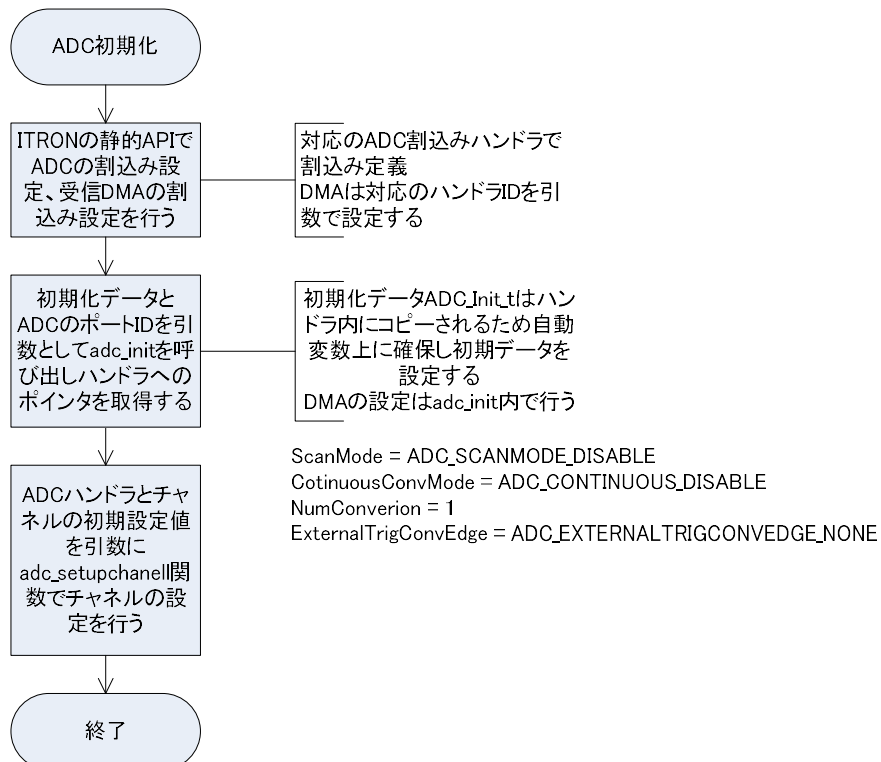 ADC初期化
ITRONの静的APIで
ADCの割込み設
定、受信DMAの割
込み設定を行う
対応のADC割込みハンドラで
割込み定義
DMAは対応のハンドラIDを引
数で設定する
初期化データと
ADCのポートIDを引
数としてadc_initを呼
び出しハンドラへの
ポインタを取得する
初期化データADC_Init_tはハン
ドラ内にコピーされるため自動
変数上に確保し初期データを
設定する
DMAの設定はadc_init内で行う
ScanMode = ADC_SCANMODE_DISABLE
CotinuousConvMode = ADC_CONTINUOUS_DISABLE
NumConverion = 1
ExternalTrigConvEdge = ADC_EXTERNALTRIGCONVEDGE_NONE
ADCハンドラとチャ
ネルの初期設定値
を引数に
adc_setupchanell関
数でチャネルの設
定を行う
終了